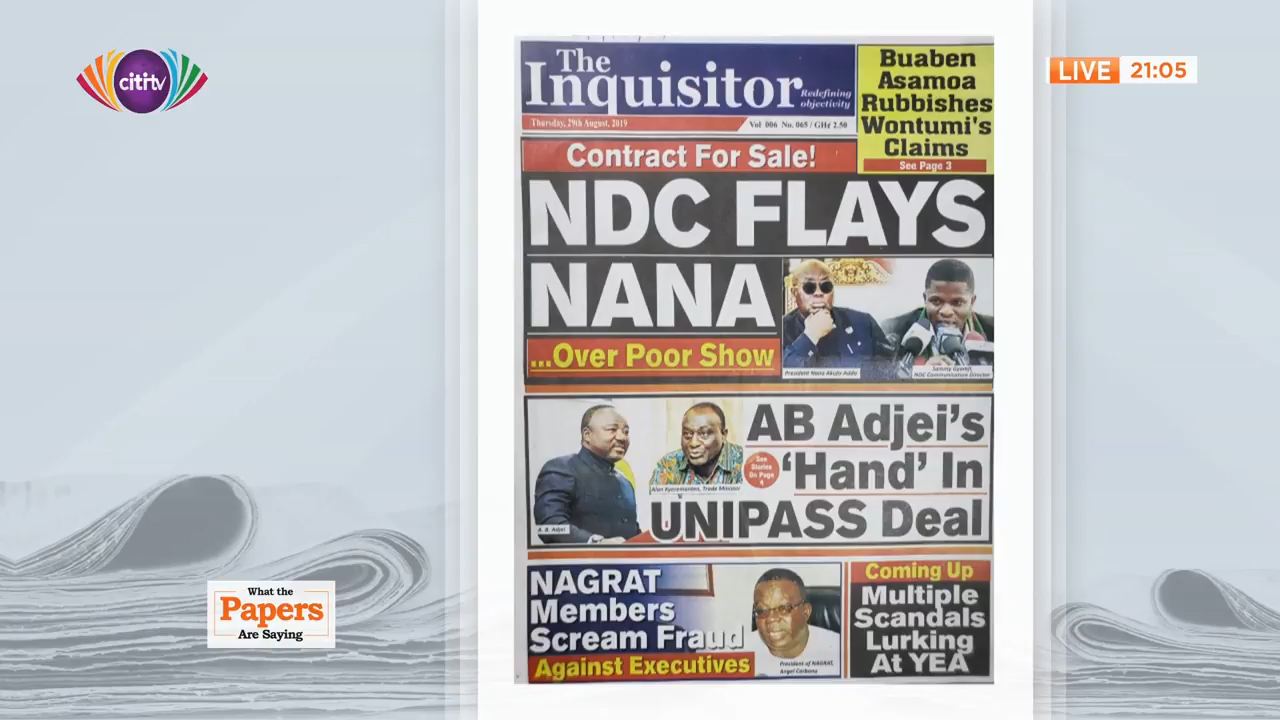 citi tv
LIVE 21:05
The
Inquisitor
Redefining
objectivity
Thursday, 29th August, 2019
Vol 006 No. 065 / GH¢ 2.50
Buaben
Asamoa
Rubbishes
Wontumi's
Claims
See Page 3
Contract For Sale!
NDC FLAYS
NANA
...Over Poor Show
President Nana Akufo Addo
Sammy Gyamfi,
NDC Communication Director
AB Adjei's
'Hand' In
UNIPASS Deal
See
Stories
On Page
Alan Kyeremanten, Trade Minister
A. B. Adjei
NAGRAT
Members
Scream Fraud
Against Executives
President of NAGRAT,
Angel Carbonu
Coming Up
Multiple
Scandals
Lurking
At YEA
What the
Papers
Are Saying